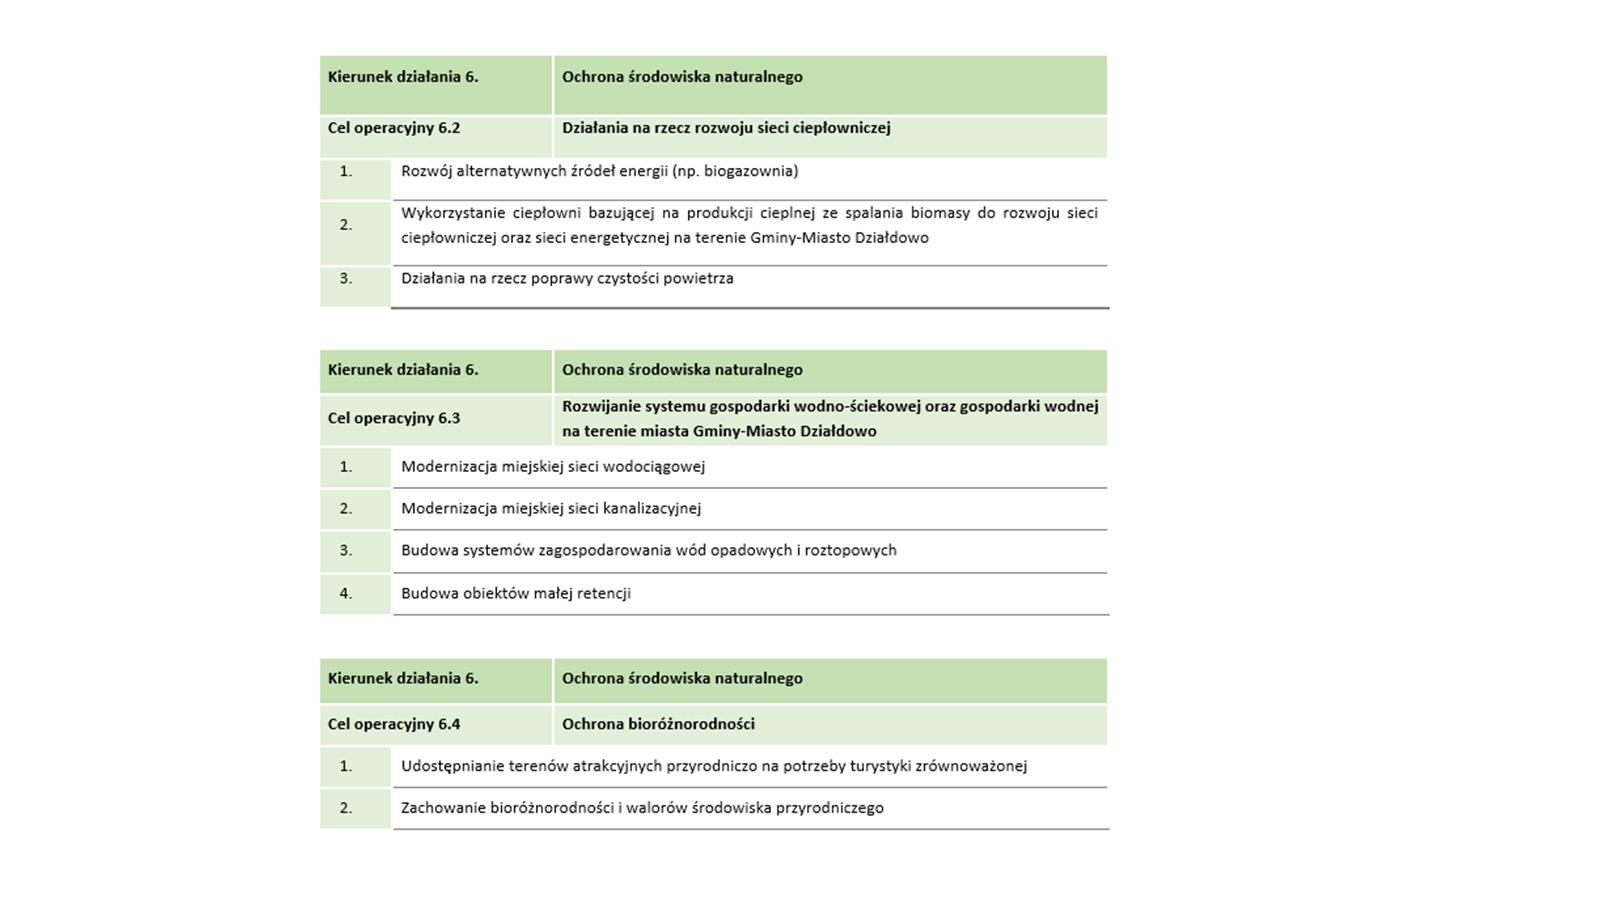 Kierunek działania 6. Ochrona środowiska naturalnego
Cel operacyjny 6.2 Działania na rzecz rozwoju sieci ciepłowniczej
1. Rozwój alternatywnych źródeł energii (np. biogazownia)
2. Wykorzystanie ciepłowni bazującej na produkcji cieplnej ze spalania biomasy do rozwoju sieci
ciepłowniczej oraz sieci energetycznej na terenie Gminy-Miasto Działdowo
3. Działania na rzecz poprawy czystości powietrza
Kierunek działania 6. Ochrona środowiska naturalnego
Cel operacyjny 6.3 Rozwijanie systemu gospodarki wodno-ściekowej oraz gospodarki wodnej
na terenie miasta Gminy-Miasto Działdowo
1. Modernizacja miejskiej sieci wodociągowej
2. Modernizacja miejskiej sieci kanalizacyjnej
3. Budowa systemów zagospodarowania wód opadowych i roztopowych
4. Budowa obiektów małej retencji
Kierunek działania 6. Ochrona środowiska naturalnego
Cel operacyjny 6.4 Ochrona bioróżnorodności
1. Udostępnianie terenów atrakcyjnych przyrodniczo na potrzeby turystyki zrównoważonej
2. Zachowanie bioróżnorodności i walorów środowiska przyrodniczego